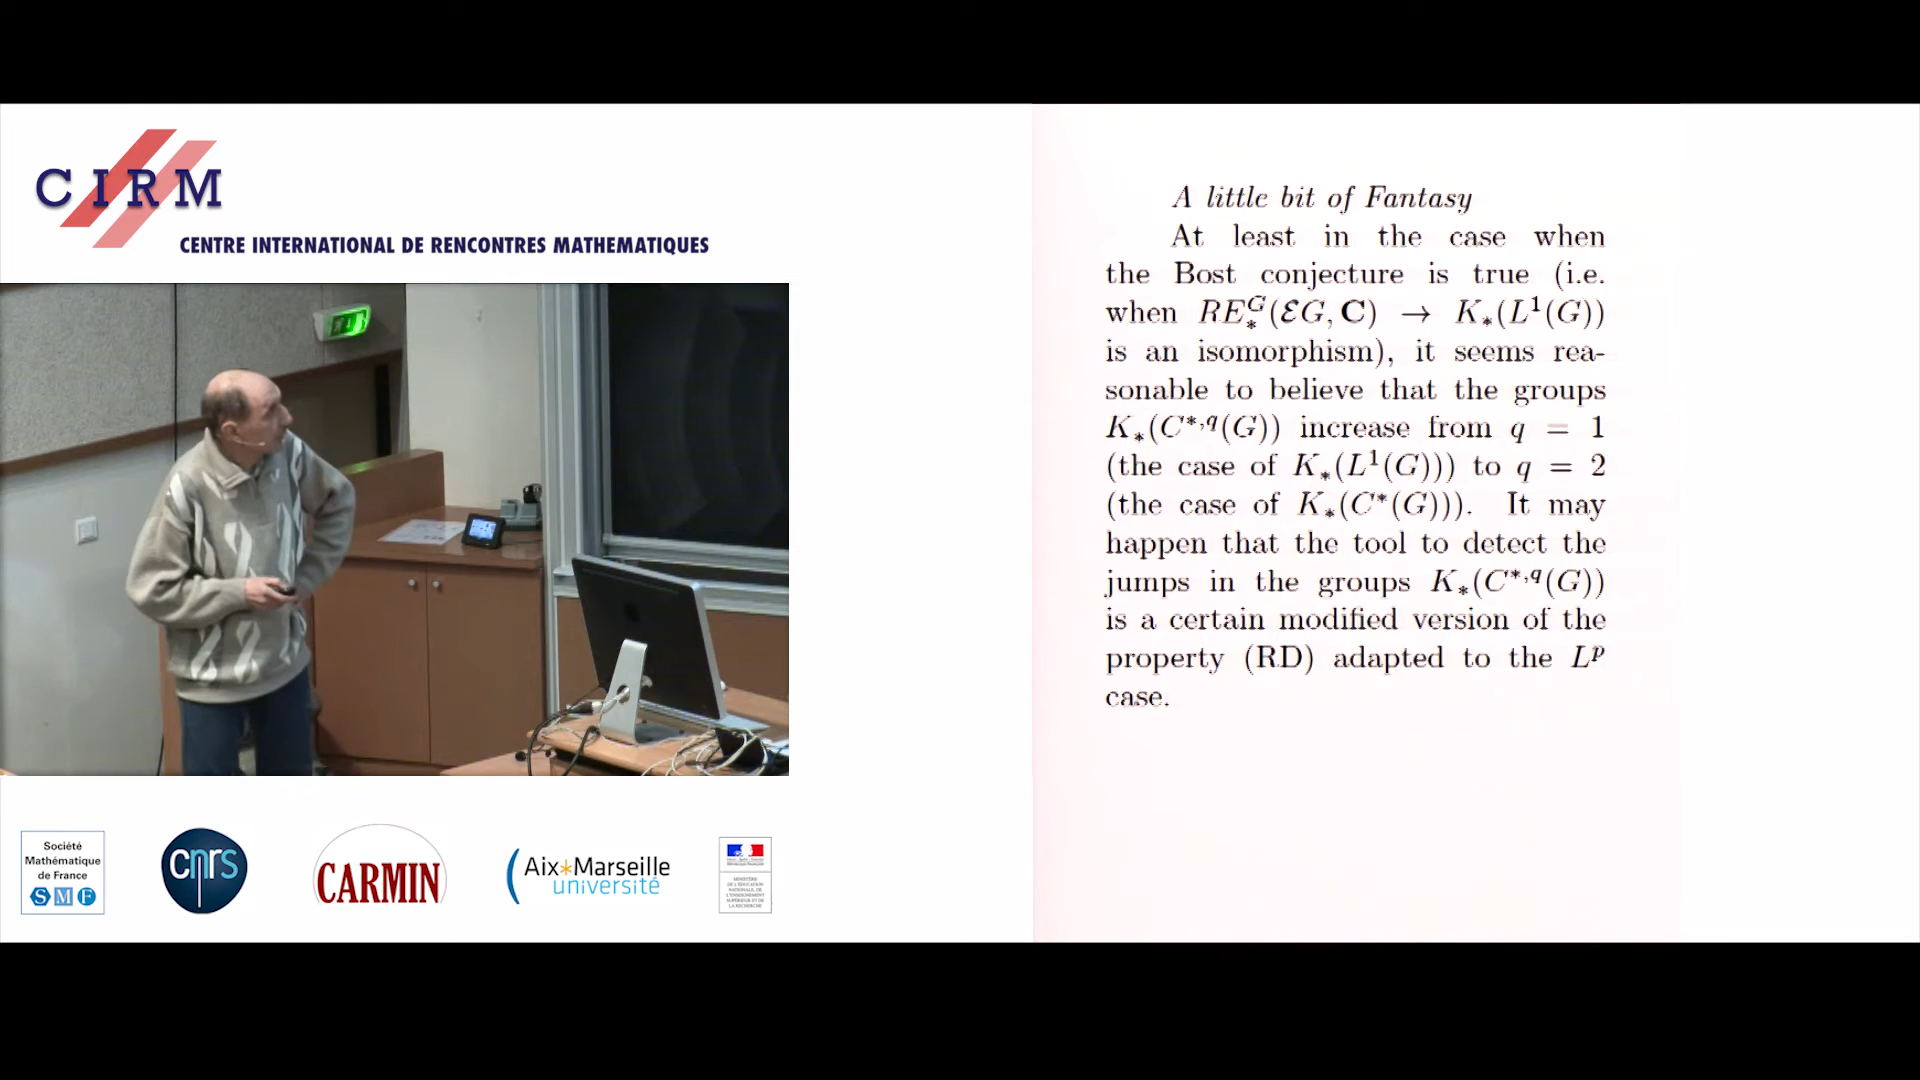 CIRM
CENTRE INTERNATIONAL DE RENCONTRES MATHEMATIQUES
A little bit of Fantasy
At least in the case when
the Bost conjecture is true (i.e.
when $RE_*^G(\mathcal{E}G, \mathbf{C}) \to K_*(L^1(G))$
is an isomorphism), it seems rea-
sonable to believe that the groups
$K_*(C^{*,q}(G))$ increase from $q = 1$
(the case of $K_*(L^1(G))$) to $q = 2$
(the case of $K_*(C^*(G))$). It may
happen that the tool to detect the
jumps in the groups $K_*(C^{*,q}(G))$
is a certain modified version of the
property (RD) adapted to the $L^p$
case.
Société
Mathématique
de France
SMF
cnrs
CARMIN
Aix*Marseille
université